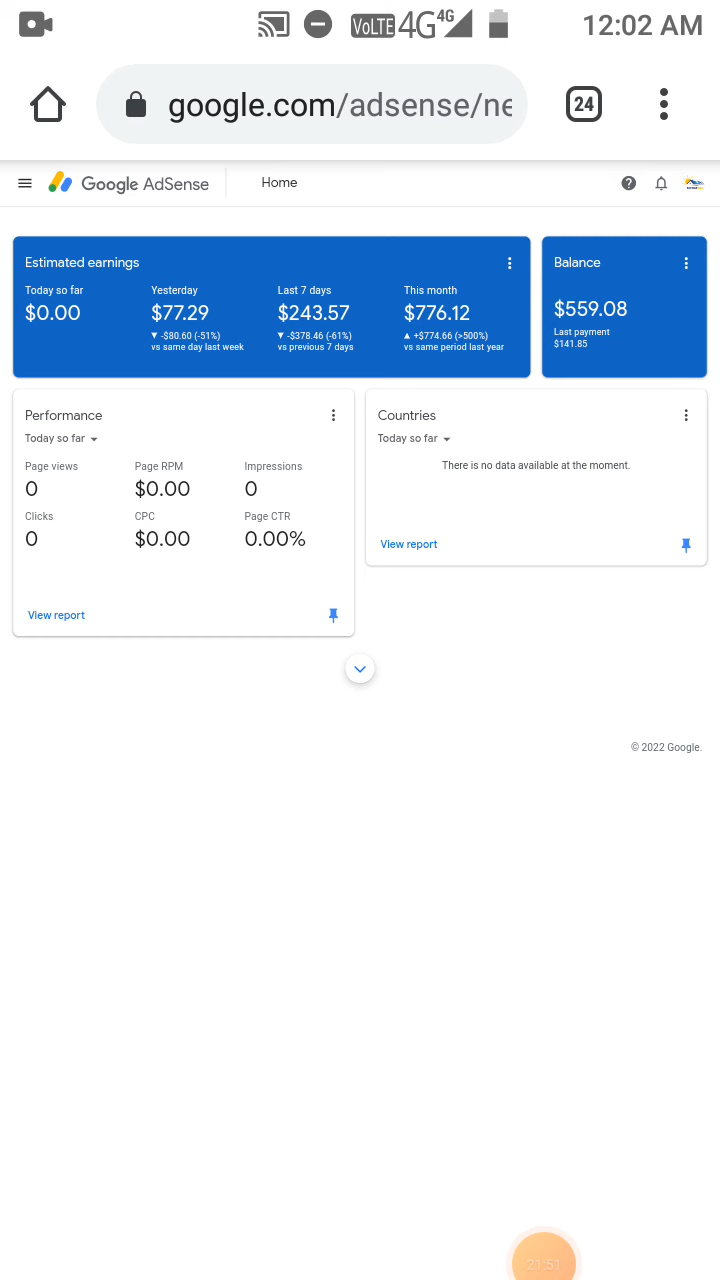 VoLTE 4G 4G 12:02 AM
google.com/adsense/ne 24
Google AdSense Home
Estimated earnings
Today so far Yesterday Last 7 days This month
$0.00 $77.29 $243.57 $776.12
▼ -$80.60 (-51%) ▼ -$378.46 (-61%) ▲ +$774.66 (>500%)
vs same day last week vs previous 7 days vs same period last year
Balance
$559.08
Last payment
$141.85
Performance
Today so far
Page views Page RPM Impressions
0 $0.00 0
Clicks CPC Page CTR
0 $0.00 0.00%
View report
Countries
Today so far
There is no data available at the moment.
View report
© 2022 Google.
21:51